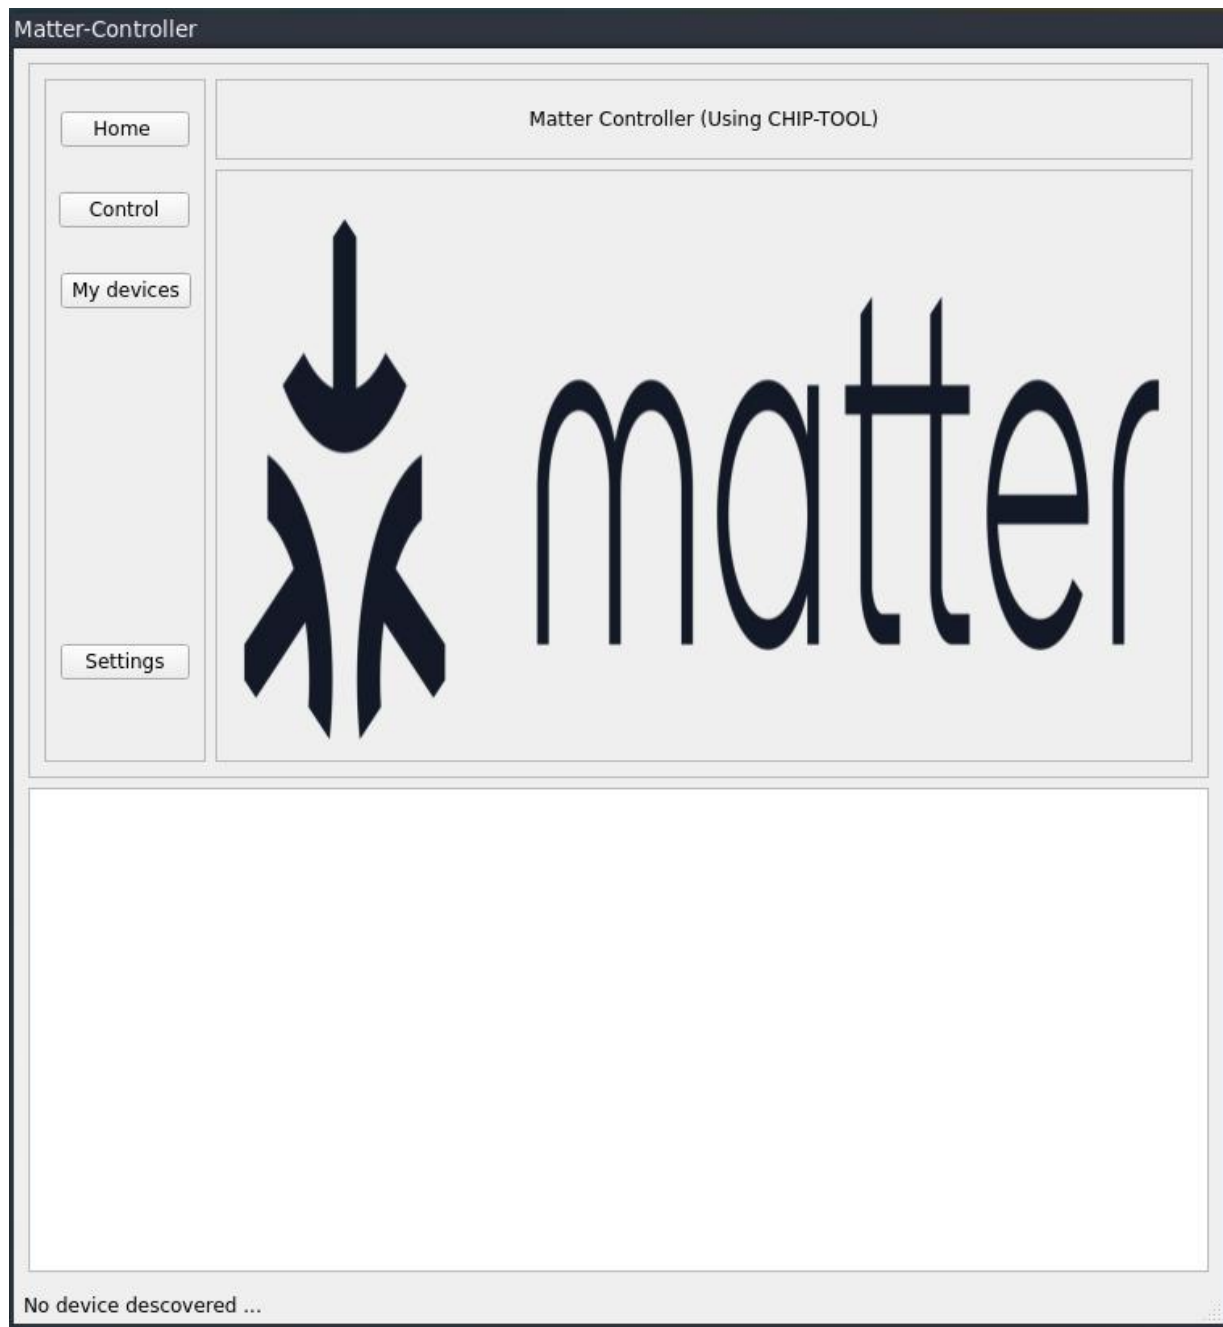 Matter-Controller
Home
Matter Controller (Using CHIP-TOOL)
Control
My devices
matter
Settings
No device descovered ...